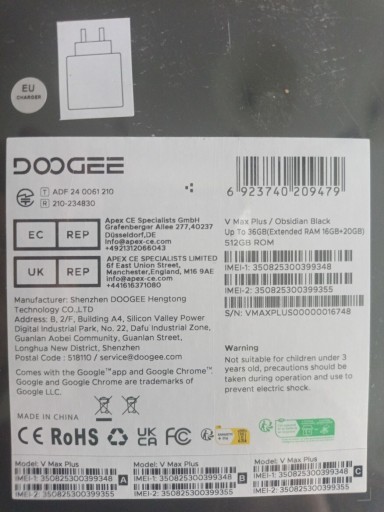 EU
CHARGER
DOOGEE
T ADF 24 0061 210
R 210-234830
EC REP
Apex CE Specialists GmbH
Grafenberger Allee 277,40237
Düsseldorf,DE
Info@apex-ce.com
+4921312066043
UK REP
APEX CE SPECIALISTS LIMITED
6f East Union Street,
Manchester,England, M16 9AE
Info@apex-ce.com
+441616371080
Manufacturer: Shenzhen DOOGEE Hengtong
Technology CO.,LTD
Address: B, 2/F, Building A4, Silicon Valley Power
Digital Industrial Park, No. 22, Dafu Industrial Zone,
Guanlan Aobei Community, Guanlan Street,
Longhua New District, Shenzhen
Postal Code : 518110 / service@doogee.com
Comes with the Google™app and Google Chrome™.
Google and Google Chrome are trademarks of
Google LLC.
MADE IN CHINA
CE RoHS UK CA FC
6 923740 209479
V Max Plus / Obsidian Black
Up To 36GB(Extended RAM 16GB+20GB)
512GB ROM
IMEI-1: 350825300399348
IMEI-2: 350825300399355
S/N: VMAXPLUS00000016748
Warning
Not suitable for children under 3
years old, precautions should be
taken during operation and use to
prevent electric shock.
Model: V Max Plus
IMEI-1: 350825300399348
IMEI-2: 350825300399355
A
Model: V Max Plus
IMEI-1: 350825300399348
IMEI-2: 350825300399355
B
Model: V Max Plus
IMEI-1: 350825300399348
IMEI-2: 350825300399355
C